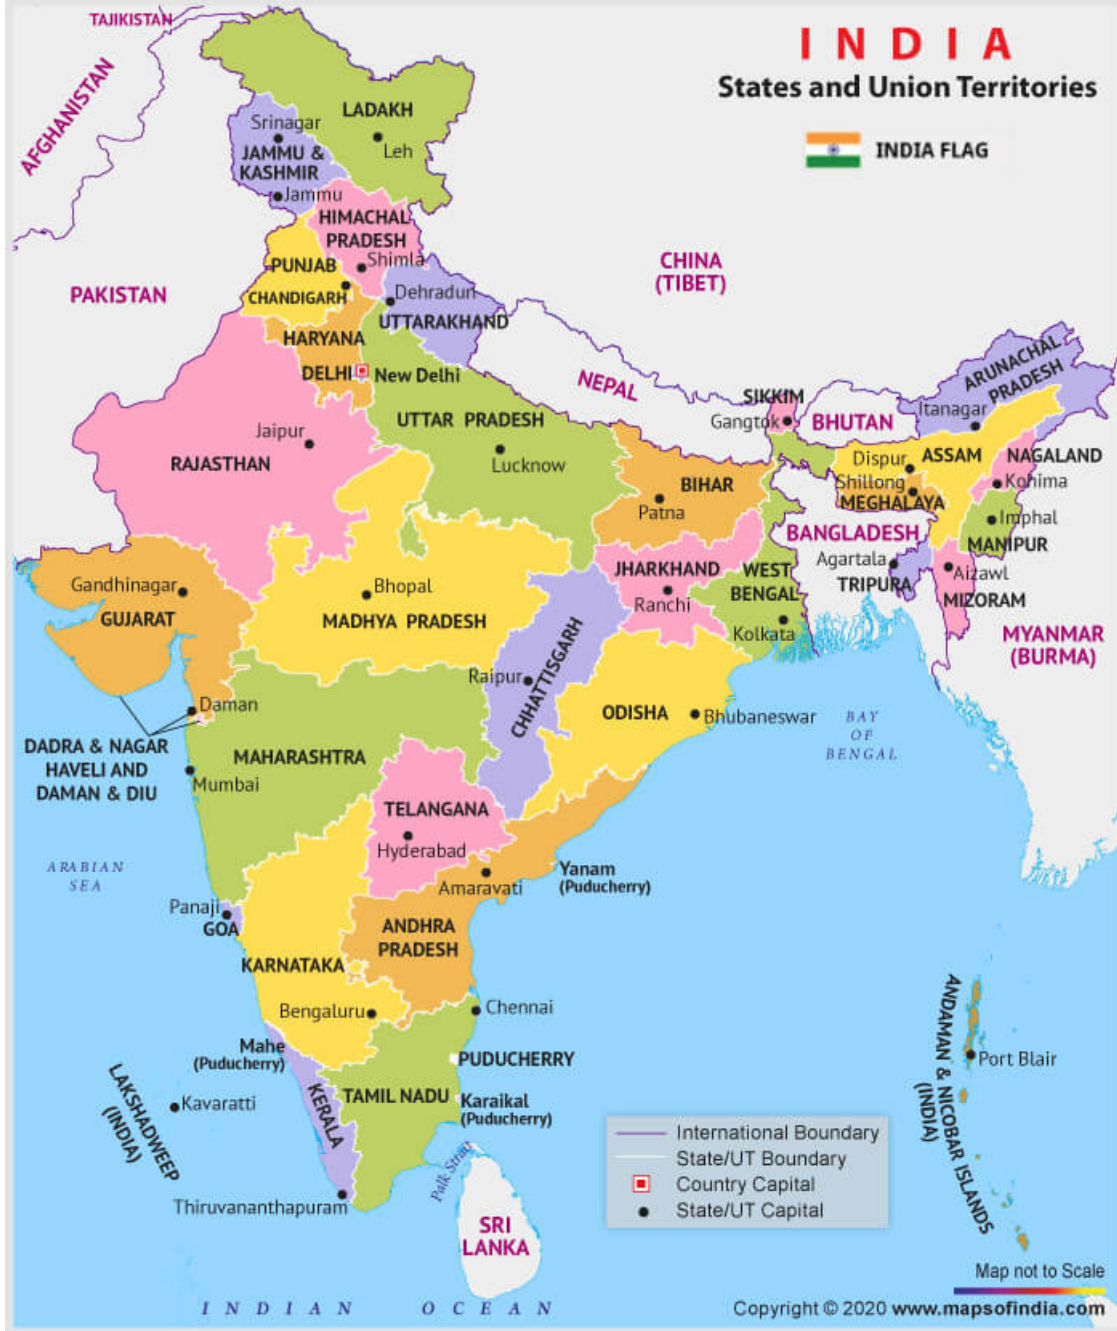 TAJIKISTAN
AFGHANISTAN
INDIA
States and Union Territories
INDIA FLAG
LADAKH
Srinagar
Leh
JAMMU &
KASHMIR
Jammu
HIMACHAL
PRADESH
Shimla
PUNJAB
CHANDIGARH
Dehradun
UTTARAKHAND
PAKISTAN
CHINA
(TIBET)
HARYANA
DELHI
New Delhi
NEPAL
SIKKIM
Gangtok
BHUTAN
ARUNACHAL
PRADESH
Itanagar
UTTAR PRADESH
Lucknow
Jaipur
RAJASTHAN
BIHAR
Patna
Dispur
ASSAM
NAGALAND
Shillong
Kohima
MEGHALAYA
Imphal
MANIPUR
BANGLADESH
Agartala
TRIPURA
Aizawl
MIZORAM
MYANMAR
(BURMA)
Gandhinagar
GUJARAT
Bhopal
MADHYA PRADESH
JHARKHAND
Ranchi
WEST
BENGAL
Kolkata
CHHATTISGARH
Raipur
ODISHA
Bhubaneswar
BAY
OF
BENGAL
Daman
DADRA & NAGAR
HAVELI AND
DAMAN & DIU
MAHARASHTRA
Mumbai
TELANGANA
Hyderabad
ARABIAN
SEA
Amaravati
Yanam
(Puducherry)
Panaji
GOA
ANDHRA
PRADESH
KARNATAKA
Bengaluru
Chennai
Mahe
(Puducherry)
PUDUCHERRY
LAKSHADWEEP
(INDIA)
Kavaratti
KERALA
TAMIL NADU
Karaikal
(Puducherry)
Thiruvananthapuram
Palk Strait
SRI
LANKA
ANDAMAN & NICOBAR ISLANDS
(INDIA)
Port Blair
International Boundary
State/UT Boundary
Country Capital
State/UT Capital
INDIAN OCEAN
Map not to Scale
Copyright © 2020 www.mapsofindia.com